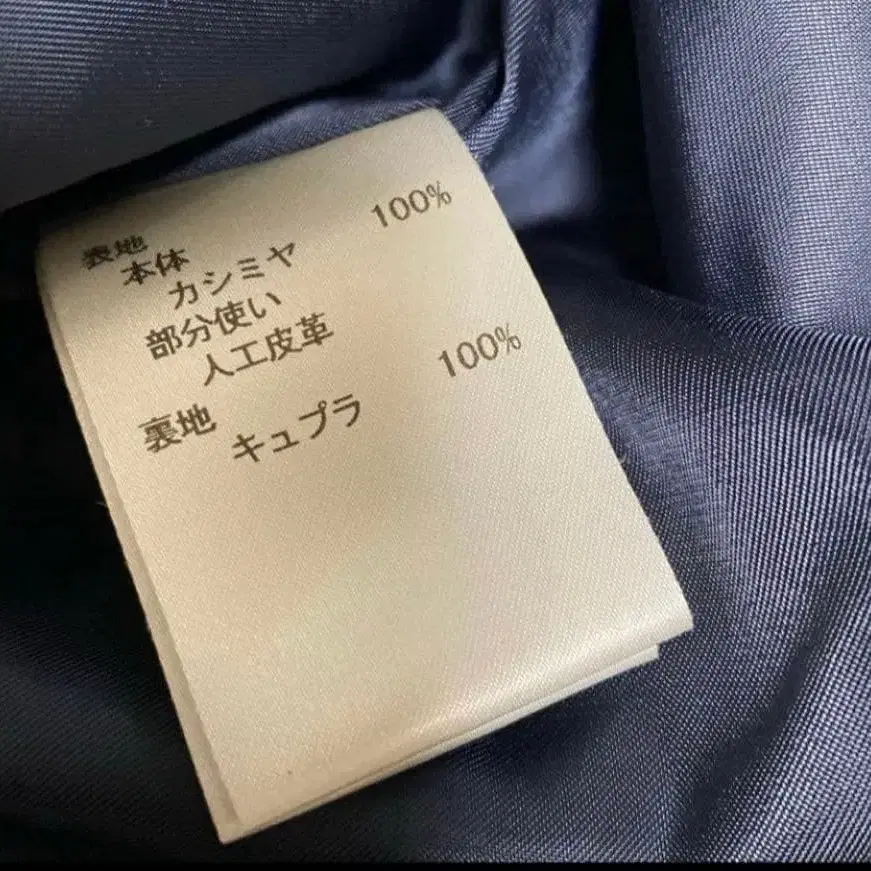 表地
本体
カシミヤ 100%
部分使い
人工皮革
裏地
キュプラ 100%